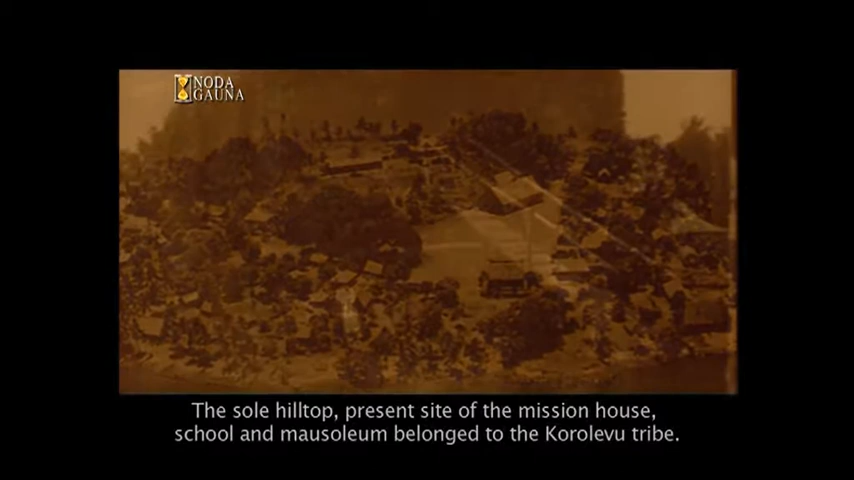 NODA
GAUNA
The sole hilltop, present site of the mission house,
school and mausoleum belonged to the Korolevu tribe.